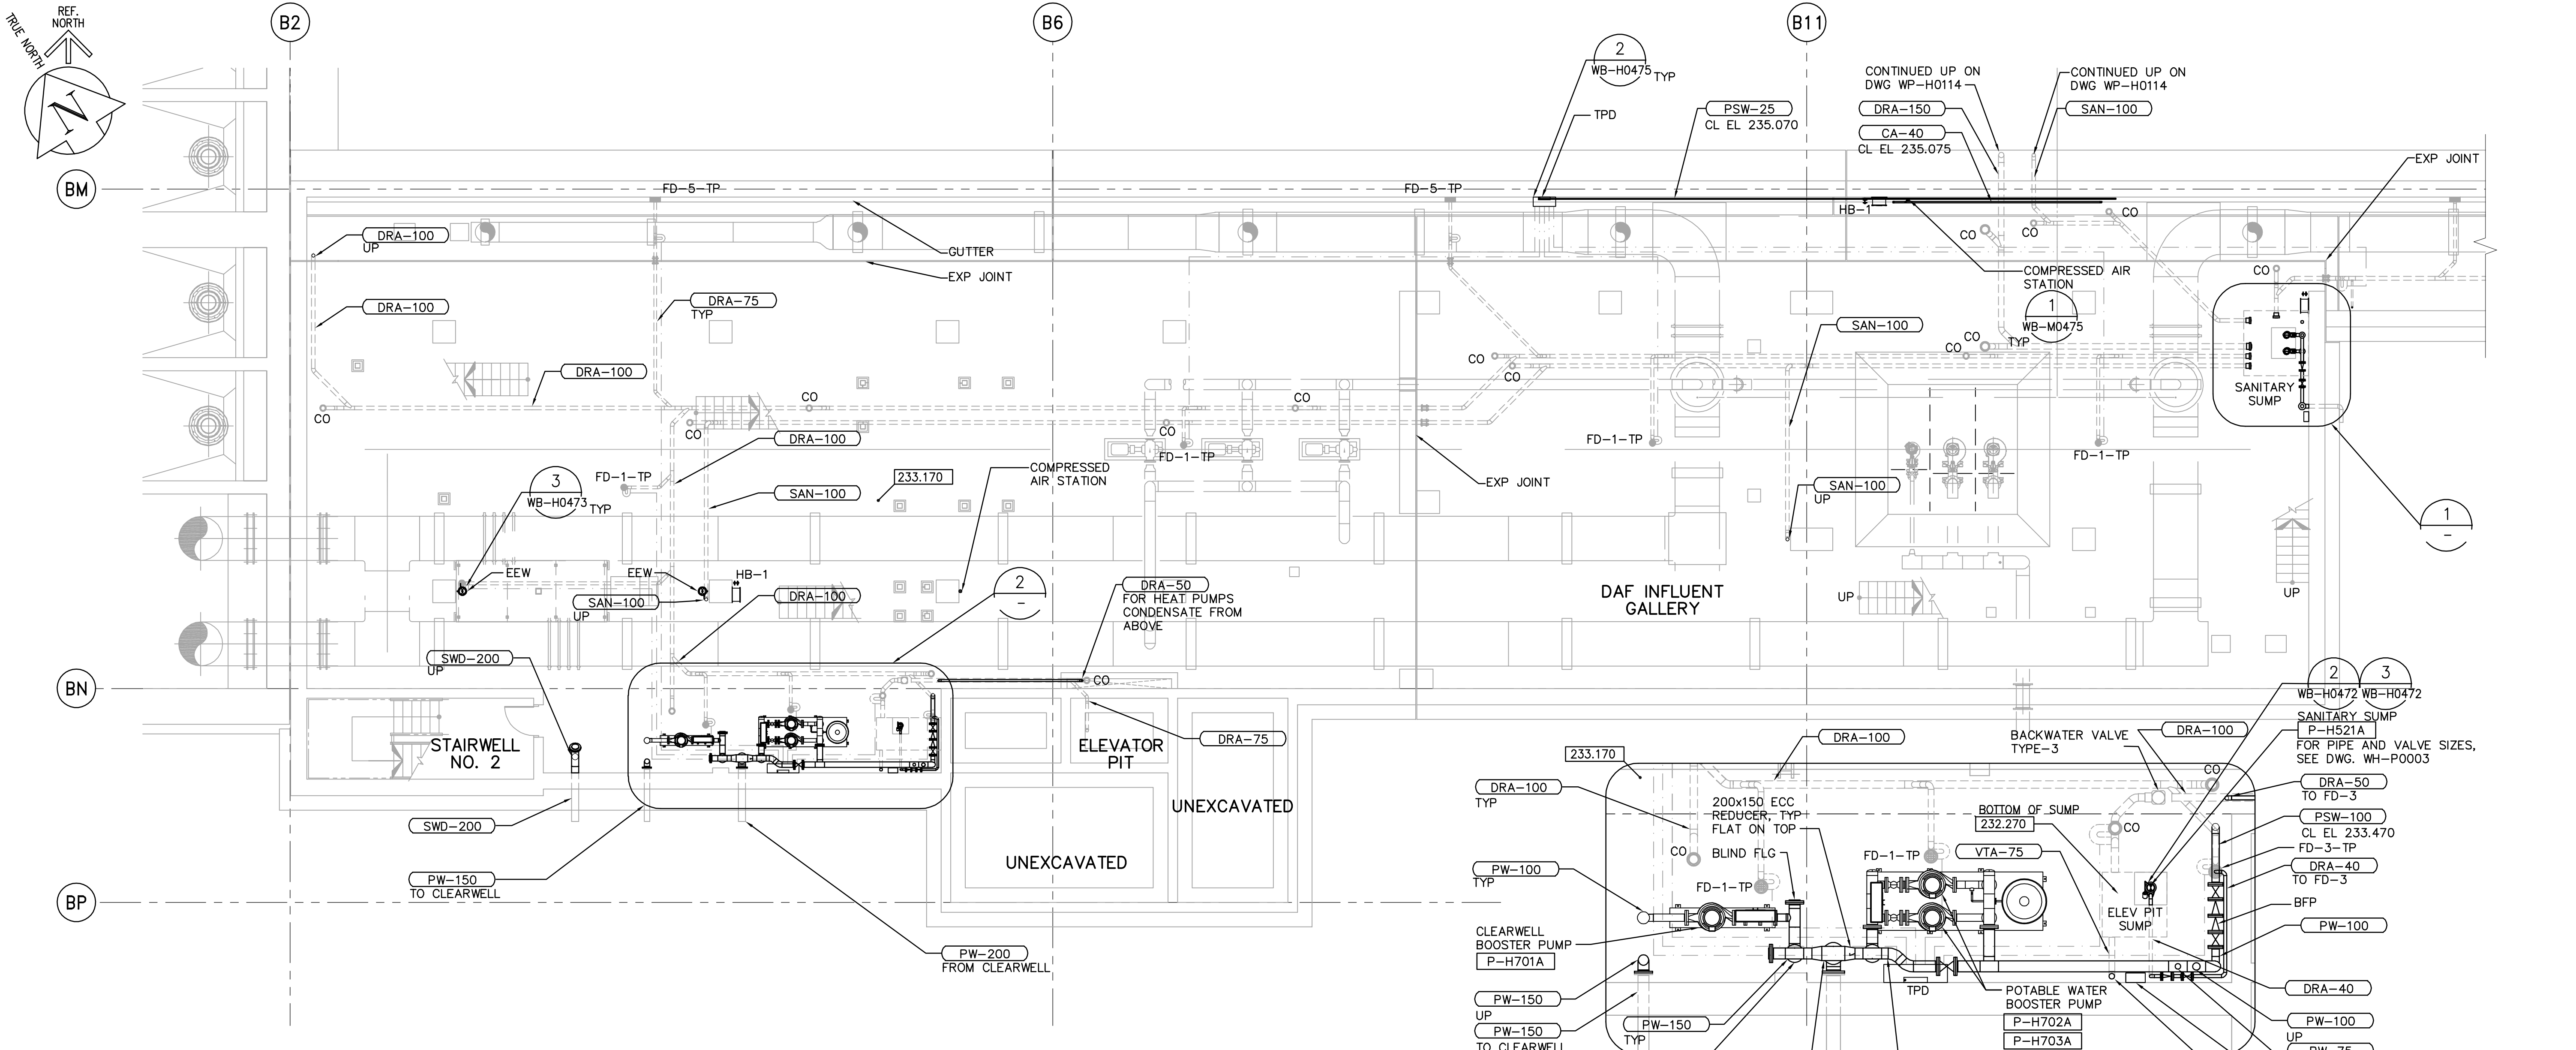 REF.
NORTH
TRUE NORTH
N
B2
B6
B11
2
WB-H0475
TYP
TPD
PSW-25
CL EL 235.070
CONTINUED UP ON
DWG WP-H0114
DRA-150
CA-40
CL EL 235.075
CONTINUED UP ON
DWG WP-H0114
SAN-100
EXP JOINT
BM
FD-5-TP
FD-5-TP
HB-1
CO
CO
CO
DRA-100
UP
GUTTER
EXP JOINT
COMPRESSED AIR
STATION
CO
DRA-100
DRA-75
TYP
1
WB-M0475
TYP
SAN-100
CO
CO
CO
CO
DRA-100
SANITARY
SUMP
CO
CO
CO
CO
CO
DRA-100
FD-1-TP
FD-1-TP
FD-1-TP
FD-1-TP
3
WB-H0473
TYP
SAN-100
233.170
COMPRESSED
AIR STATION
EXP JOINT
SAN-100
UP
1
-
EEW
EEW
HB-1
SAN-100
UP
DRA-100
2
-
DRA-50
FOR HEAT PUMPS
CONDENSATE FROM
ABOVE
DAF INFLUENT
GALLERY
UP
UP
SWD-200
UP
BN
CO
2
WB-H0472
3
WB-H0472
SANITARY SUMP
P-H521A
FOR PIPE AND VALVE SIZES,
SEE DWG. WH-P0003
STAIRWELL
NO. 2
ELEVATOR
PIT
DRA-75
DRA-100
BACKWATER VALVE
TYPE-3
DRA-100
233.170
UNEXCAVATED
SWD-200
UNEXCAVATED
PW-150
TO CLEARWELL
BP
PW-200
FROM CLEARWELL
DRA-100
TYP
200x150 ECC
REDUCER, TYP
FLAT ON TOP
BOTTOM OF SUMP
232.270
CO
DRA-50
TO FD-3
PSW-100
CL EL 233.470
CO
FD-3-TP
CO
BLIND FLG
FD-1-TP
VTA-75
DRA-40
TO FD-3
PW-100
TYP
FD-1-TP
BFP
ELEV PIT
SUMP
PW-100
CLEARWELL
BOOSTER PUMP
P-H701A
PW-150
UP
TPD
POTABLE WATER
BOOSTER PUMP
P-H702A
P-H703A
DRA-40
PW-150
TO CLEARWELL
PW-150
TYP
PW-100
UP
PW-75